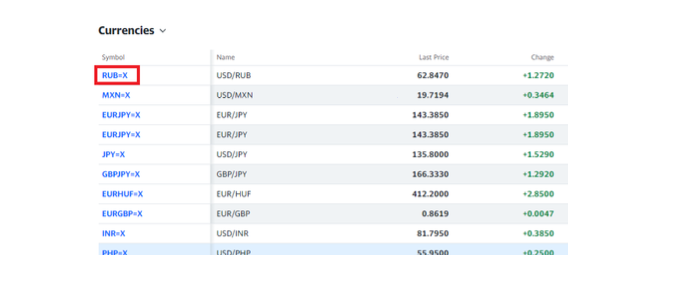 Currencies
Symbol Name Last Price Change
RUB=X USD/RUB 62.8470 +1.2720
MXN=X USD/MXN 19.7194 +0.3464
EURJPY=X EUR/JPY 143.3850 +1.8950
EURJPY=X EUR/JPY 143.3850 +1.8950
JPY=X USD/JPY 135.8000 +1.5290
GBPJPY=X GBP/JPY 166.3330 +1.2920
EURHUF=X EUR/HUF 412.2000 +2.8500
EURGBP=X EUR/GBP 0.8619 +0.0047
INR=X USD/INR 81.7950 +0.3850
PHP=X USD/PHP 55.9500 +0.2500